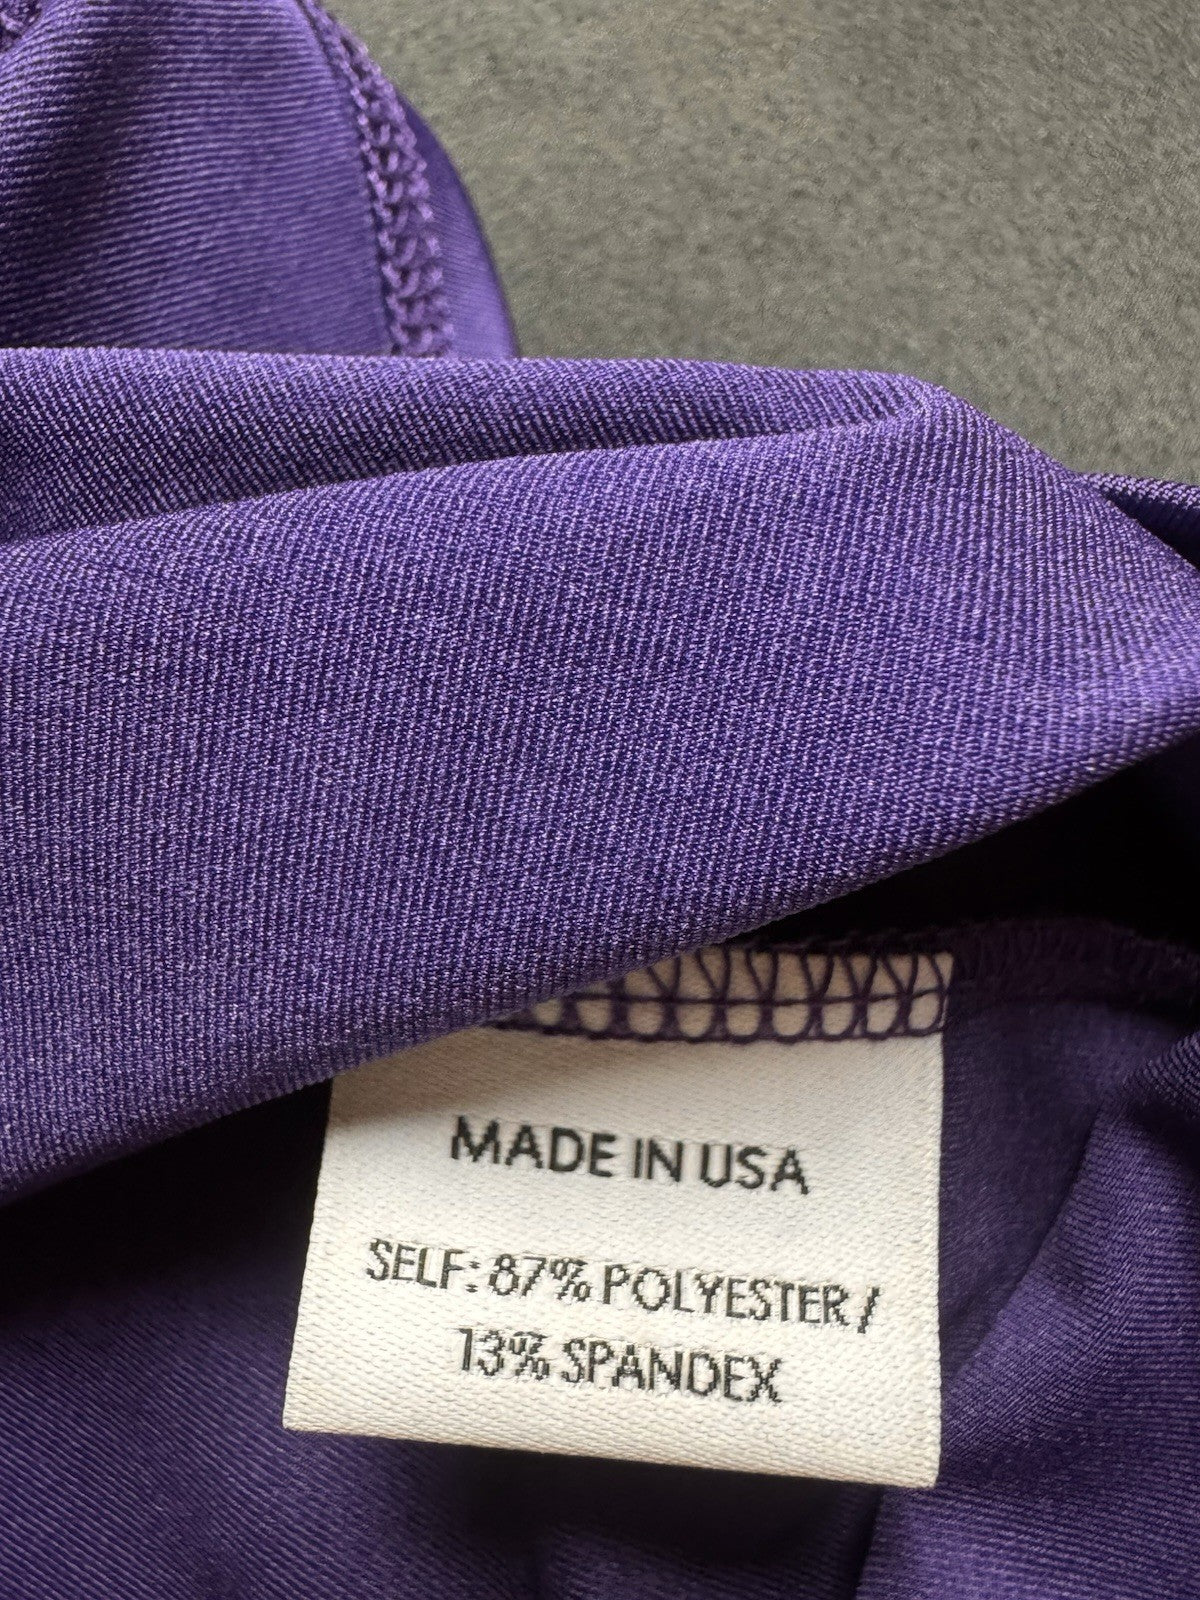 MADE IN USA
SELF: 87% POLYESTER /
13% SPANDEX